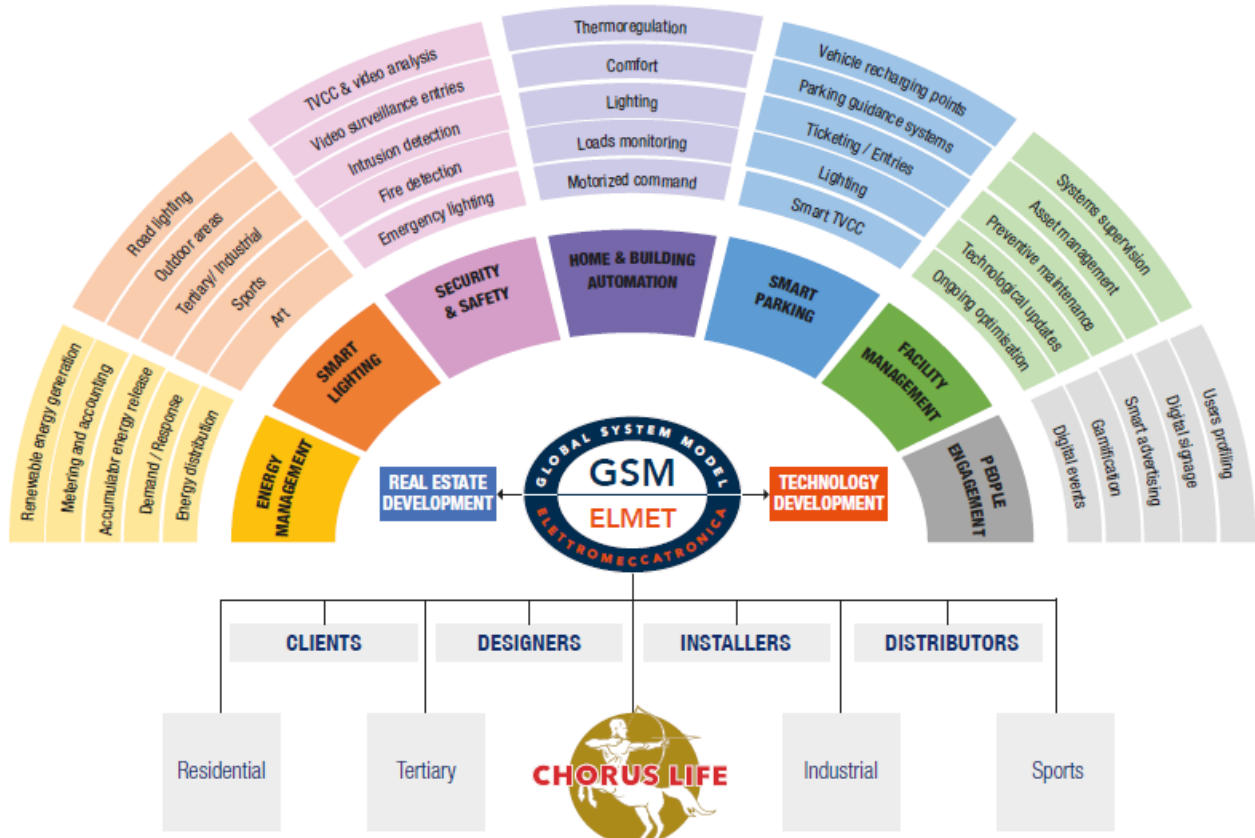 Renewable energy generation
Metering and accounting
Accumulator energy release
Demand / Response
Energy distribution
ENERGY
MANAGEMENT
Road lighting
Outdoor areas
Tertiary/ Industrial
Sports
Art
SMART
LIGHTING
TVCC & video analysis
Video surveillance entries
Intrusion detection
Fire detection
Emergency lighting
SECURITY
& SAFETY
Thermoregulation
Comfort
Lighting
Loads monitoring
Motorized command
HOME & BUILDING
AUTOMATION
Vehicle recharging points
Parking guidance systems
Ticketing / Entries
Lighting
Smart TVCC
SMART
PARKING
Systems supervision
Asset management
Preventive maintenance
Technological updates
Ongoing optimisation
FACILITY
MANAGEMENT
Users profiling
Digital signage
Smart advertising
Gamification
Digital events
PEOPLE
ENGAGEMENT
REAL ESTATE
DEVELOPMENT
GLOBAL SYSTEM MODEL
GSM
ELMET
ELETTROMECCATRONICA
TECHNOLOGY
DEVELOPMENT
CLIENTS
DESIGNERS
INSTALLERS
DISTRIBUTORS
Residential
Tertiary
CHORUS LIFE
Industrial
Sports